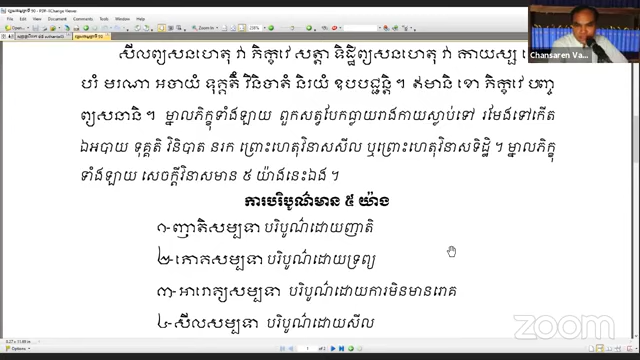 សីលព្យសនហេតុ វា ភិក្ខវេ សត្តា ទិដ្ឋិព្យសនហេតុ វា កាយស្ស
បរំ មរណា អបាយំ ទុគ្គតឹ វិនិបាតំ និរយំ ឧបបជ្ជន្តិ ។ ឥមានិ ខោ ភិក្ខវេ បញ្ច
ព្យសនានិ ។ ម្នាលភិក្ខុទាំងឡាយ ពួកសត្វបែកធ្លាយរាងកាយស្លាប់ទៅ រមែងទៅកើត
ឯអបាយ ទុគ្គតិ វិនិបាត នរក ព្រោះហេតុវិនាសសីល ឬព្រោះហេតុវិនាសទិដ្ឋិ ។ ម្នាលភិក្ខុ
ទាំងឡាយ សេចក្តីវិនាសមាន ៥ យ៉ាងនេះឯង ។
ការបរិបូណ៌មាន ៥ យ៉ាង
១- ញាតិសម្បទា បរិបូណ៌ដោយញាតិ
២- ភោគសម្បទា បរិបូណ៌ដោយទ្រព្យ
៣- អារោគ្យសម្បទា បរិបូណ៌ដោយការមិនមានរោគ
៤- សីលសម្បទា បរិបូណ៌ដោយសីល
Chansaren Va...
zoom